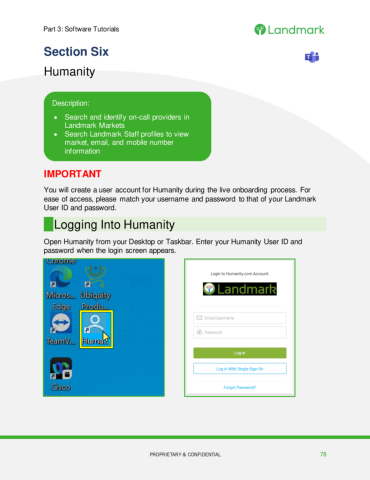 Part 3: Software Tutorials
Landmark
Section Six
Humanity
Description:
• Search and identify on-call providers in
Landmark Markets
• Search Landmark Staff profiles to view
market, email, and mobile number
information
IMPORTANT
You will create a user account for Humanity during the live onboarding process. For
ease of access, please match your username and password to that of your Landmark
User ID and password.
Logging Into Humanity
Open Humanity from your Desktop or Taskbar. Enter your Humanity User ID and
password when the login screen appears.
Chrome
Micros... Ubiquity
Edge Produ...
TeamV... Humaz
Cisco
Login to Humanity.com Account
Landmark
Email/Username
Password
Log in
Log in With Single Sign On
Forgot Password?
PROPRIETARY & CONFIDENTIAL 78